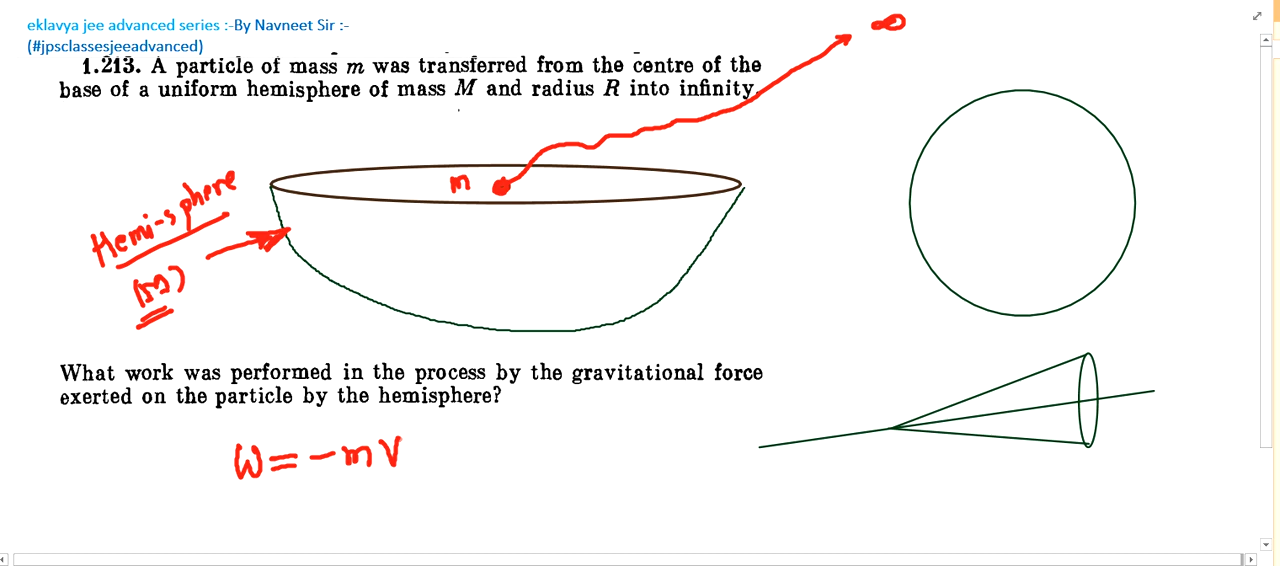 eklavya jee advanced series :-By Navneet Sir :-
(#jpsclassesjeeadvanced)
∞
1.213. A particle of mass m was transferred from the centre of the
base of a uniform hemisphere of mass M and radius R into infinity.
m
Hemi-sphere
(M)
What work was performed in the process by the gravitational force
exerted on the particle by the hemisphere?
W = - m V